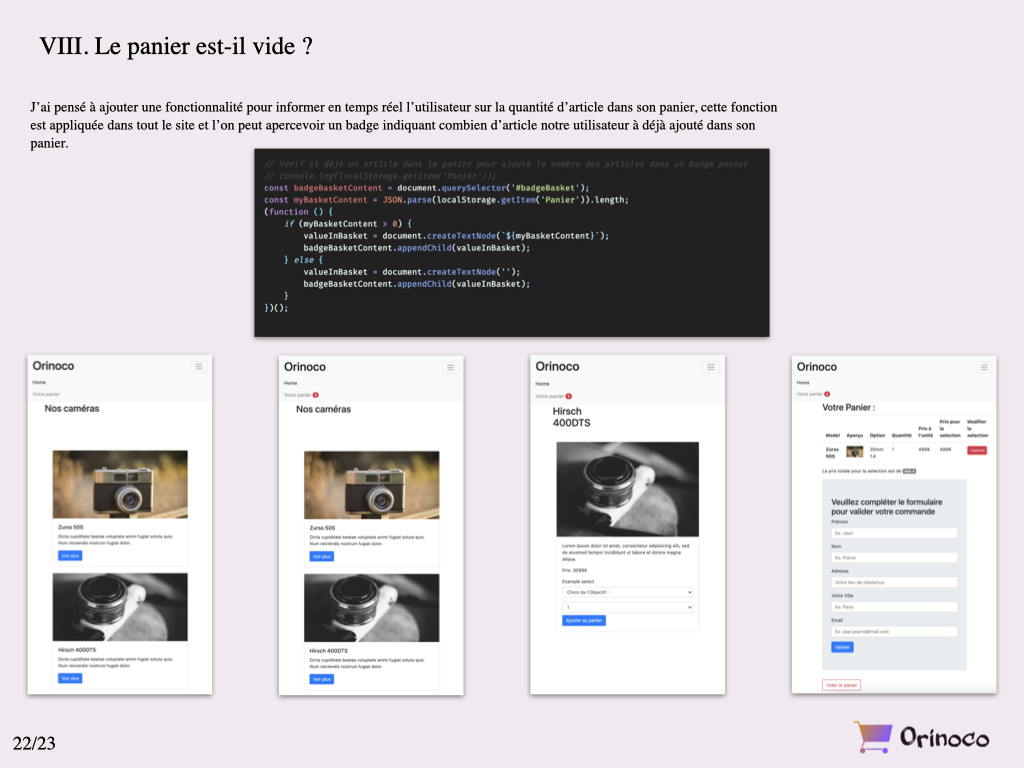 VIII. Le panier est-il vide ?
J’ai pensé à ajouter une fonctionnalité pour informer en temps réel l’utilisateur sur la quantité d’article dans son panier, cette fonction
est appliquée dans tout le site et l’on peut apercevoir un badge indiquant combien d’article notre utilisateur à déjà ajouté dans son
panier.
// Verif si déjà un article dans le panier pour ajouté le nombre des articles dans un badge panier
// console.log(localStorage.getItem('Panier'));
const badgeBasketContent = document.querySelector('#badgeBasket');
const myBasketContent = JSON.parse(localStorage.getItem('Panier')).length;
(function () {
if (myBasketContent > 0) {
valueInBasket = document.createTextNode(`${myBasketContent}`);
badgeBasketContent.appendChild(valueInBasket);
} else {
valueInBasket = document.createTextNode('');
badgeBasketContent.appendChild(valueInBasket);
}
})();
Orinoco
Home
Votre panier
Nos caméras
Zurss 50S
Dicta cupiditate beatae voluptate animi fugiat soluta quis.
Illum reiciendis nostrum fugiat dolor.
Voir plus
Hirsch 400DTS
Dicta cupiditate beatae voluptate animi fugiat soluta quis.
Illum reiciendis nostrum fugiat dolor.
Voir plus
Orinoco
Home
Votre panier 1
Nos caméras
Zurss 50S
Dicta cupiditate beatae voluptate animi fugiat soluta quis.
Illum reiciendis nostrum fugiat dolor.
Voir plus
Hirsch 400DTS
Dicta cupiditate beatae voluptate animi fugiat soluta quis.
Illum reiciendis nostrum fugiat dolor.
Voir plus
Orinoco
Home
Votre panier 1
Hirsch
400DTS
Lorem ipsum dolor sit amet, consectetur adipisicing elit, sed
do eiusmod tempor incididunt ut labore et dolore magna
aliqua.
Prix: 3099€
Example select
Choix de l'Objectif :
1
Ajouter au panier
Orinoco
Home
Votre panier 1
Votre Panier :
Model Aperçu Option Quantité Prix à l'unité Prix pour la selection Modifier la selection
Zurss 50S 35mm 1.4 1 499€ 499€
Le prix totale pour la selection est de
Veuillez compléter le formulaire
pour valider votre commande
Prénom
Ex: Jean
Nom
Ex: Pierre
Adresse
Votre lieu de résidence
Votre Ville
Ex: Paris
Email
Ex: jean.pierre@mail.com
Valider
Vider le panier
22/23
Orinoco